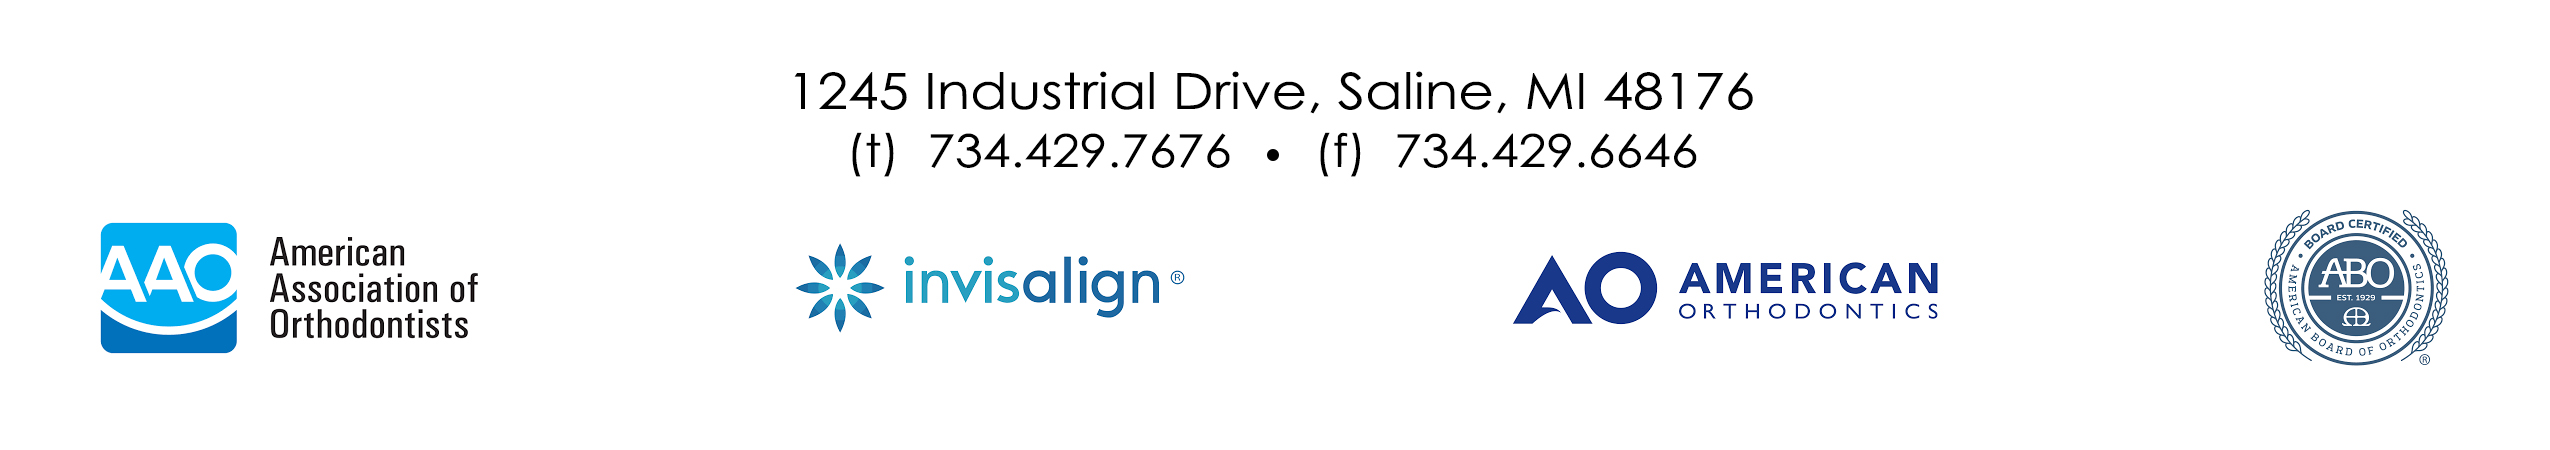 1245 Industrial Drive, Saline, MI 48176
(t) 734.429.7676 • (f) 734.429.6646
AAO
American
Association of
Orthodontists
invisalign ®
AO
AMERICAN
ORTHODONTICS
• BOARD CERTIFIED •
ABO
EST. 1929
AMERICAN BOARD OF ORTHODONTICS
®